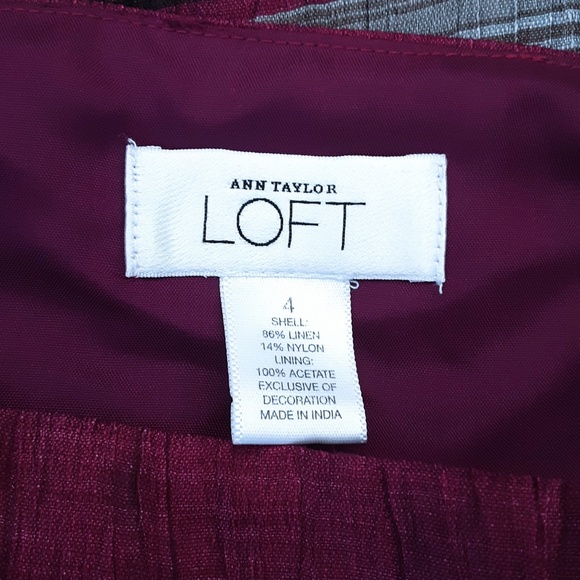 ANN TAYLOR
LOFT
4
SHELL:
86% LINEN
14% NYLON
LINING:
100% ACETATE
EXCLUSIVE OF
DECORATION
MADE IN INDIA